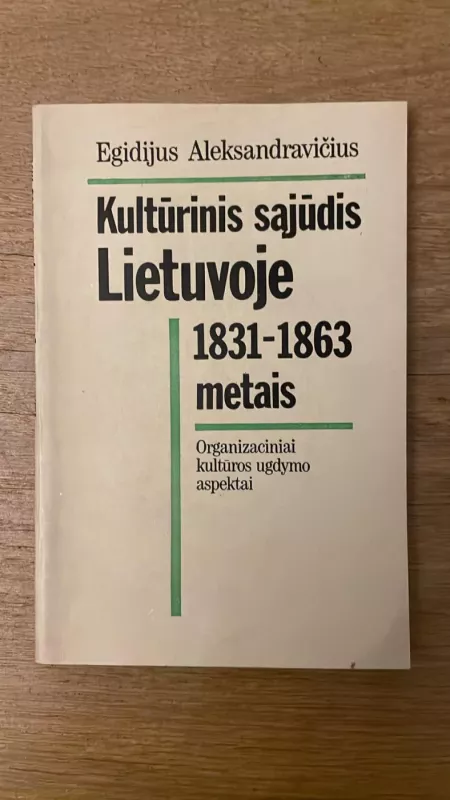 Egidijus Aleksandravičius
Kultūrinis sąjūdis
Lietuvoje
1831-1863
metais
Organizaciniai
kultūros ugdymo
aspektai